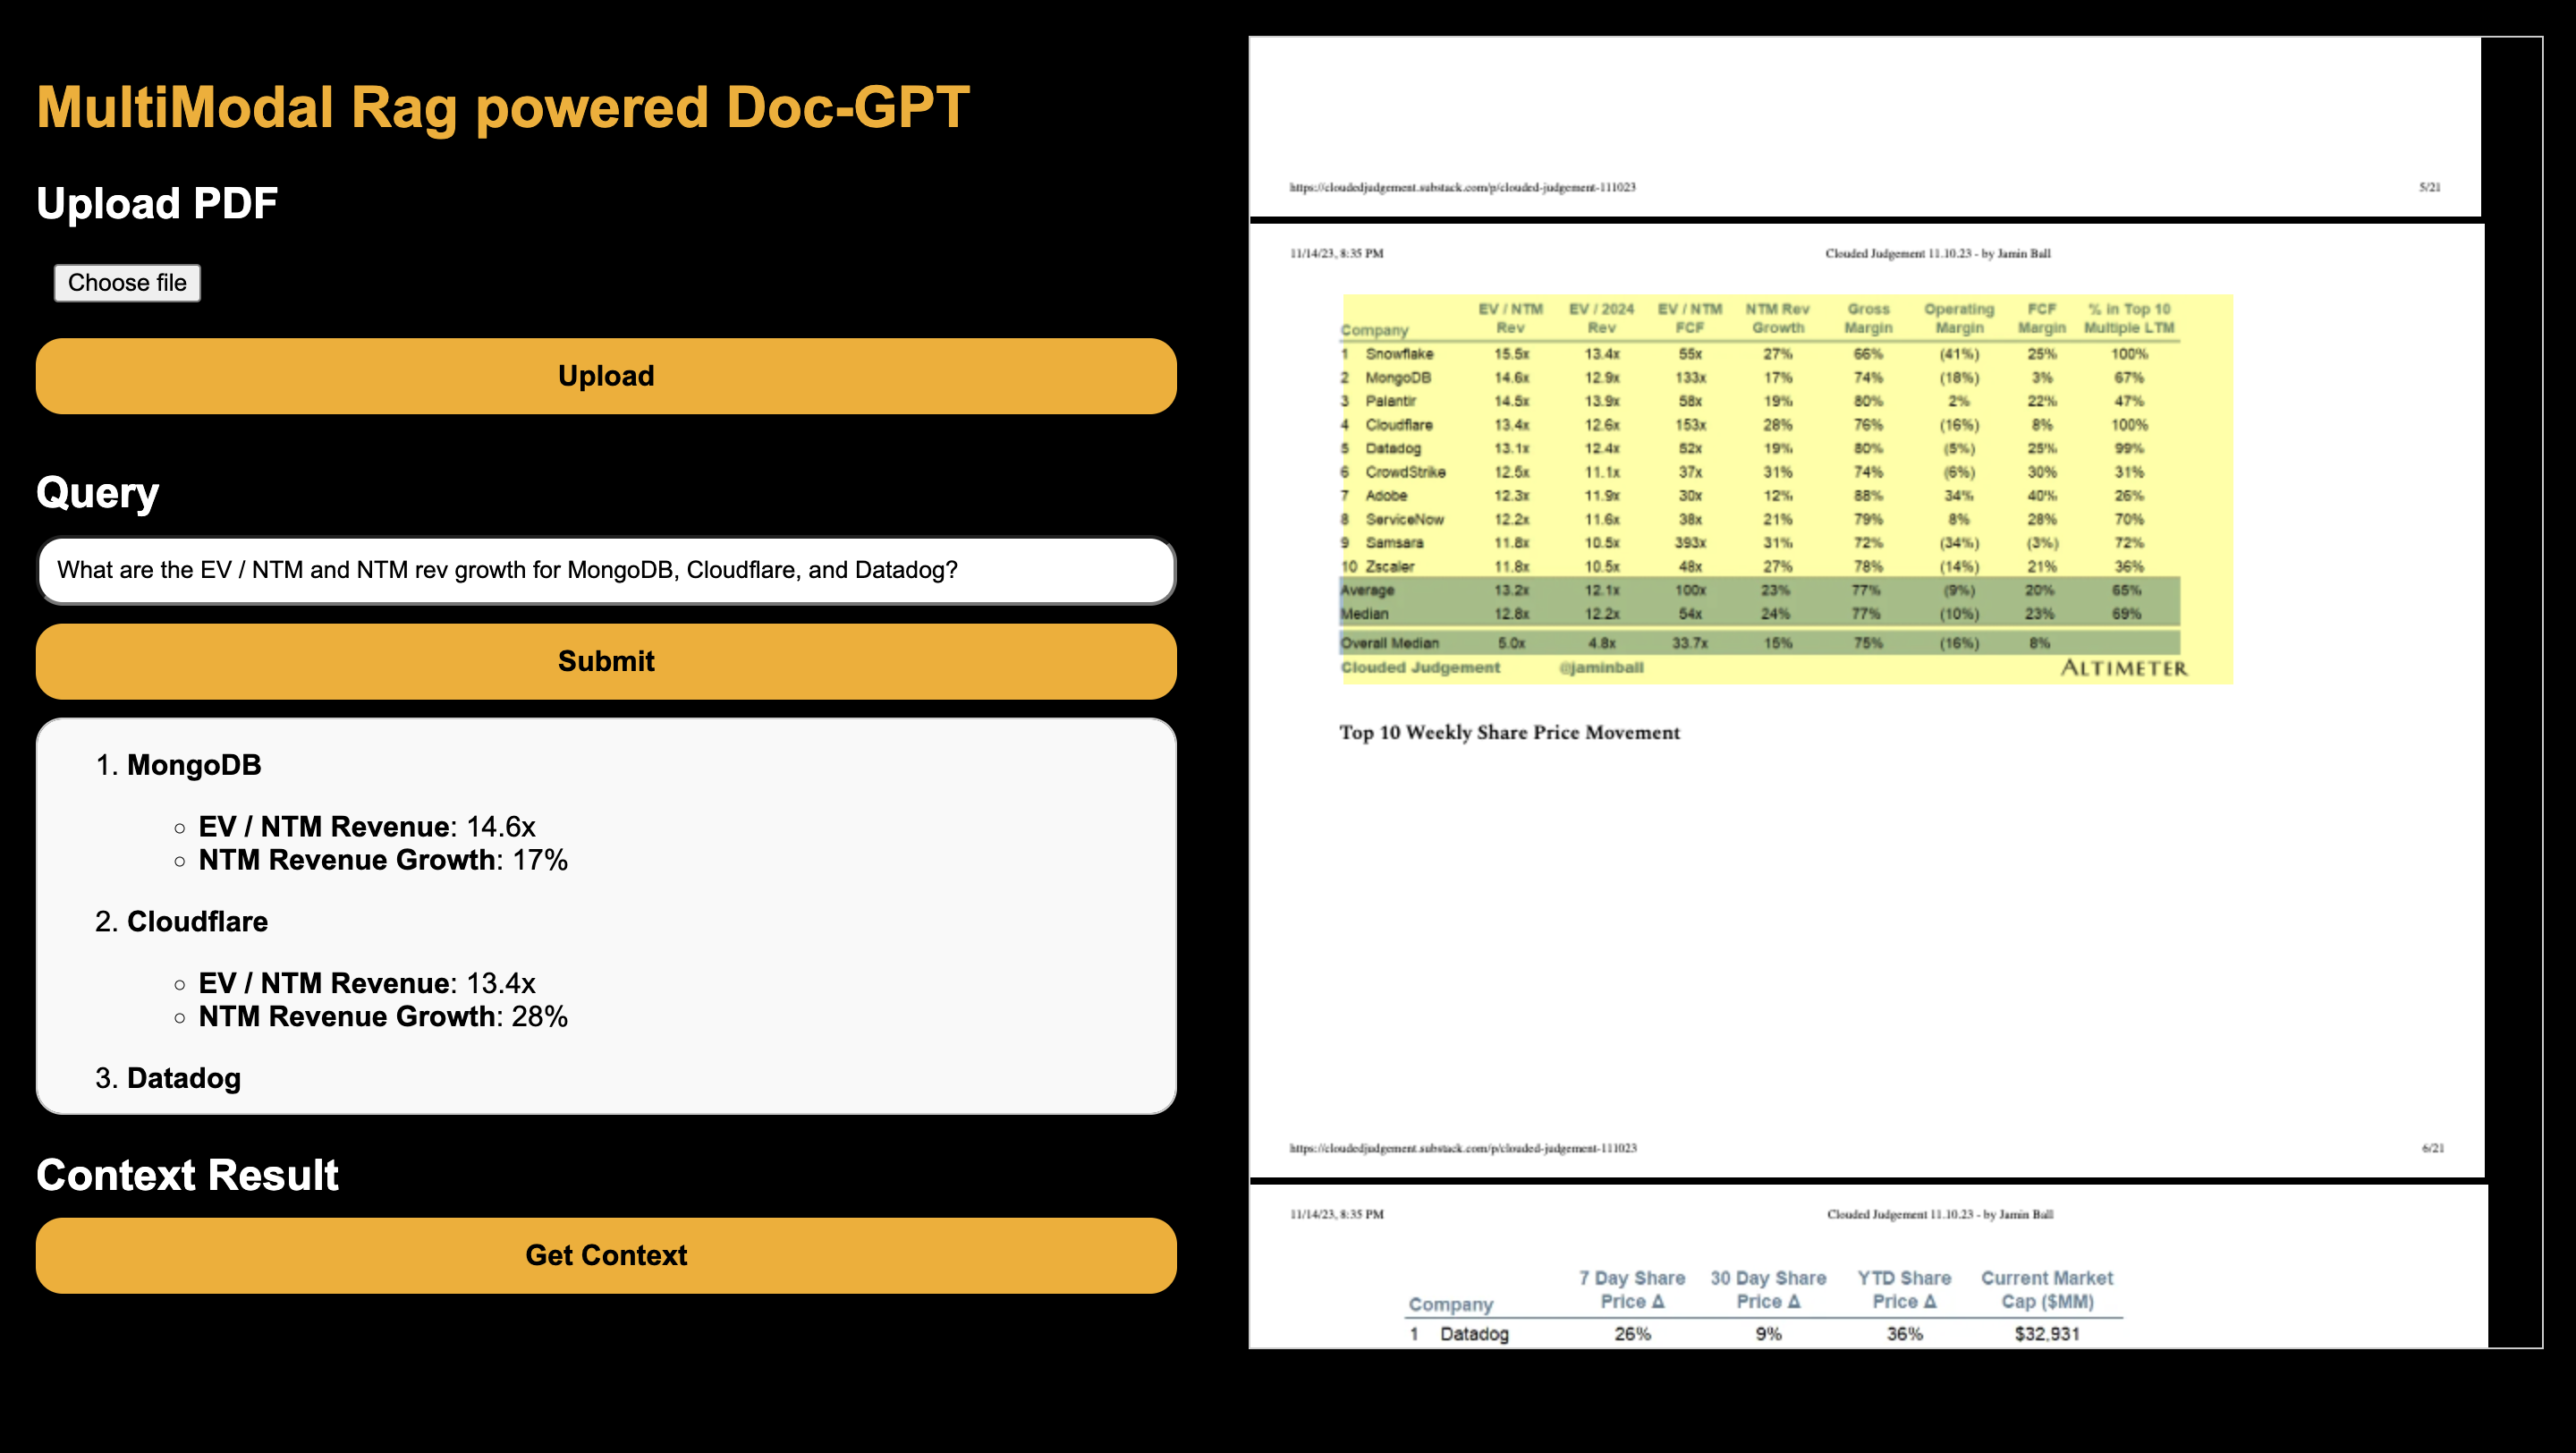 MultiModal Rag powered Doc-GPT
Upload PDF
Choose file
Upload
Query
What are the EV / NTM and NTM rev growth for MongoDB, Cloudflare, and Datadog?
Submit
1. MongoDB
EV / NTM Revenue: 14.6x
NTM Revenue Growth: 17%
2. Cloudflare
EV / NTM Revenue: 13.4x
NTM Revenue Growth: 28%
3. Datadog
Context Result
Get Context
https://cloudedjudgement.substack.com/p/clouded-judgement-111023 5/21
11/14/23, 8:35 PM Clouded Judgement 11.10.23 - by Jamin Ball
EV / NTM EV / 2024 EV / NTM NTM Rev Gross Operating FCF % in Top 10
Company Rev Rev FCF Growth Margin Margin Margin Multiple LTM
1 Snowflake 15.5x 13.4x 55x 27% 66% (41%) 25% 100%
2 MongoDB 14.6x 12.9x 133x 17% 74% (18%) 3% 67%
3 Palantir 14.5x 13.9x 58x 19% 80% 2% 22% 47%
4 Cloudflare 13.4x 12.6x 153x 28% 76% (16%) 8% 100%
5 Datadog 13.1x 12.4x 52x 19% 80% (5%) 25% 99%
6 CrowdStrike 12.5x 11.1x 37x 31% 74% (6%) 30% 31%
7 Adobe 12.3x 11.9x 30x 12% 88% 34% 40% 26%
8 ServiceNow 12.2x 11.6x 38x 21% 79% 8% 28% 70%
9 Samsara 11.8x 10.5x 393x 31% 72% (34%) (3%) 72%
10 Zscaler 11.8x 10.5x 48x 27% 78% (14%) 21% 36%
Average 13.2x 12.1x 100x 23% 77% (9%) 20% 65%
Median 12.8x 12.2x 54x 24% 77% (10%) 23% 69%
Overall Median 5.0x 4.8x 33.7x 15% 75% (16%) 8%
Clouded Judgement @jaminball ALTIMETER
Top 10 Weekly Share Price Movement
https://cloudedjudgement.substack.com/p/clouded-judgement-111023 6/21
11/14/23, 8:35 PM Clouded Judgement 11.10.23 - by Jamin Ball
7 Day Share 30 Day Share YTD Share Current Market
Company Price Δ Price Δ Price Δ Cap ($MM)
1 Datadog 26% 9% 36% $32,931